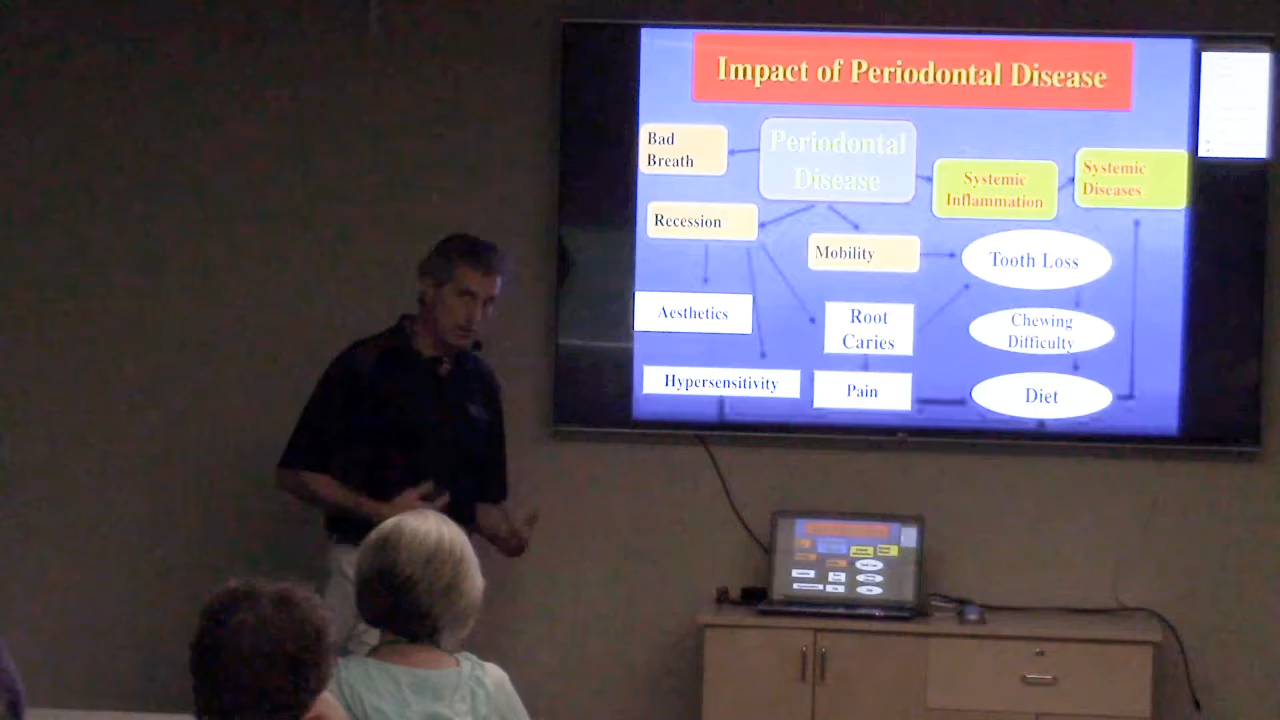 Impact of Periodontal Disease
Bad
Breath
Periodontal
Disease
Systemic
Inflammation
Systemic
Diseases
Recession
Mobility
Tooth Loss
Aesthetics
Root
Caries
Chewing
Difficulty
Hypersensitivity
Pain
Diet